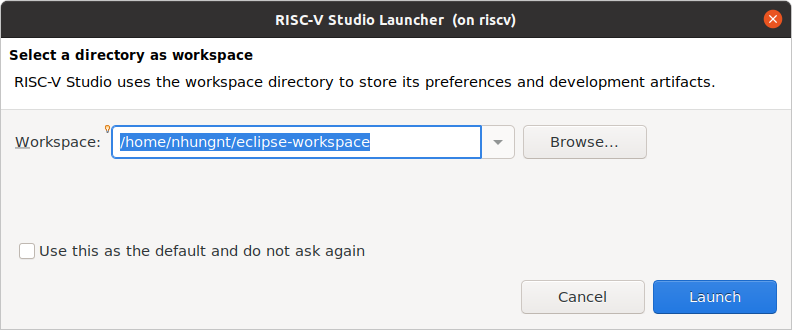 RISC-V Studio Launcher (on riscv)
Select a directory as workspace
RISC-V Studio uses the workspace directory to store its preferences and development artifacts.
Workspace: /home/nhungnt/eclipse-workspace Browse...
Use this as the default and do not ask again
Cancel Launch